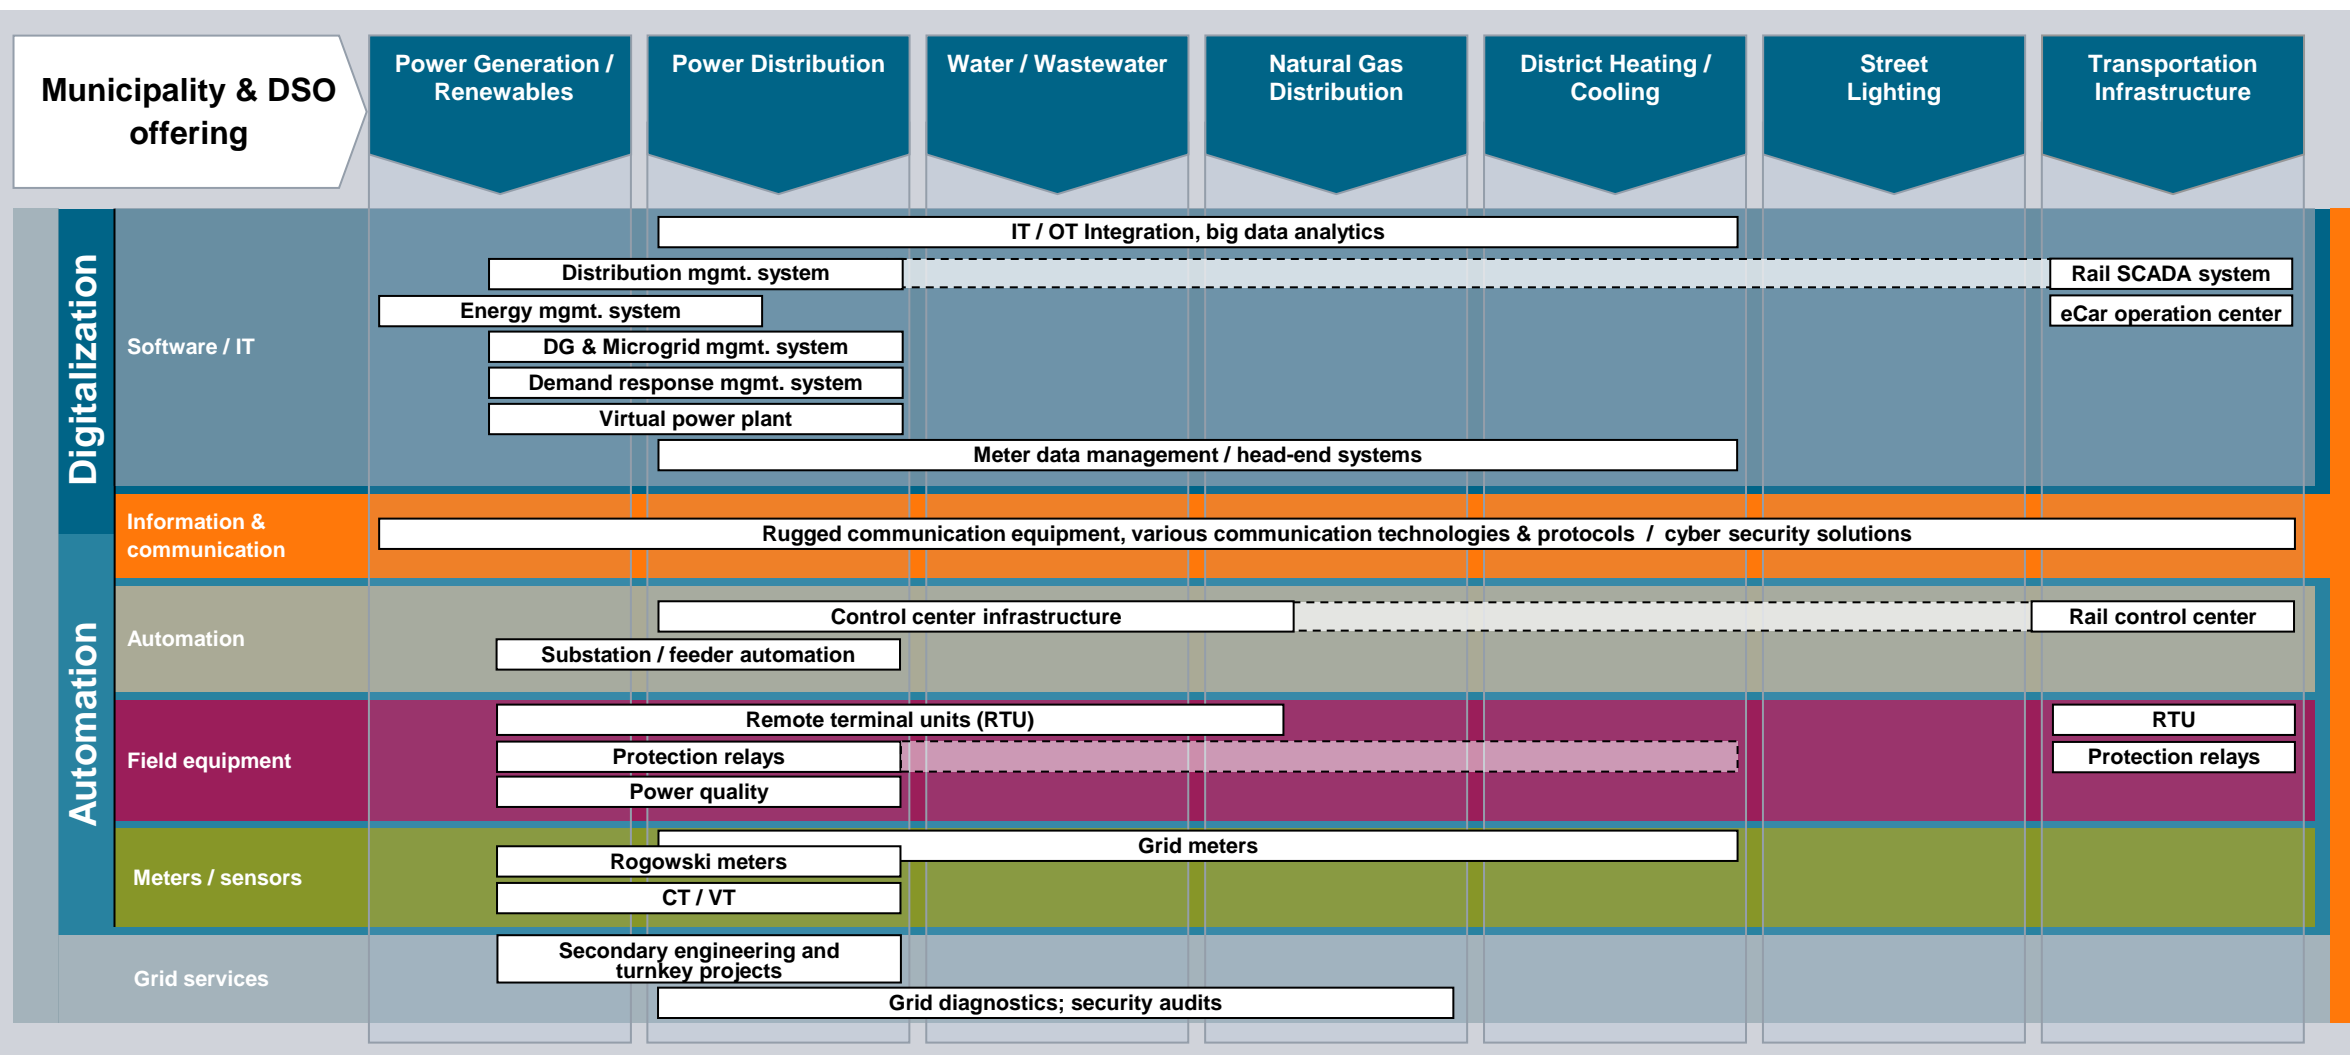 Municipality & DSO
offering
Power Generation /
Renewables
Power Distribution
Water / Wastewater
Natural Gas
Distribution
District Heating /
Cooling
Street
Lighting
Transportation
Infrastructure
Digitalization
Software / IT
IT / OT Integration, big data analytics
Distribution mgmt. system
Rail SCADA system
Energy mgmt. system
eCar operation center
DG & Microgrid mgmt. system
Demand response mgmt. system
Virtual power plant
Meter data management / head-end systems
Information &
communication
Rugged communication equipment, various communication technologies & protocols / cyber security solutions
Automation
Automation
Control center infrastructure
Rail control center
Substation / feeder automation
Field equipment
Remote terminal units (RTU)
RTU
Protection relays
Protection relays
Power quality
Meters / sensors
Grid meters
Rogowski meters
CT / VT
Grid services
Secondary engineering and
turnkey projects
Grid diagnostics; security audits